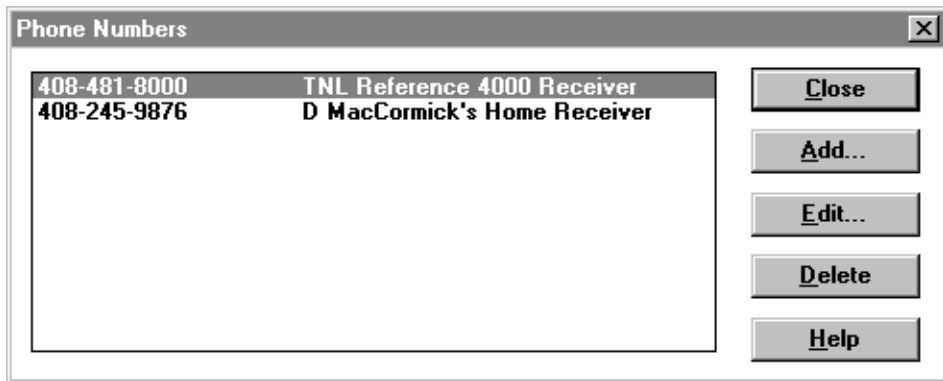 Phone Numbers
408-481-8000 TNL Reference 4000 Receiver
408-245-9876 D MacCormick's Home Receiver
Close
Add...
Edit...
Delete
Help